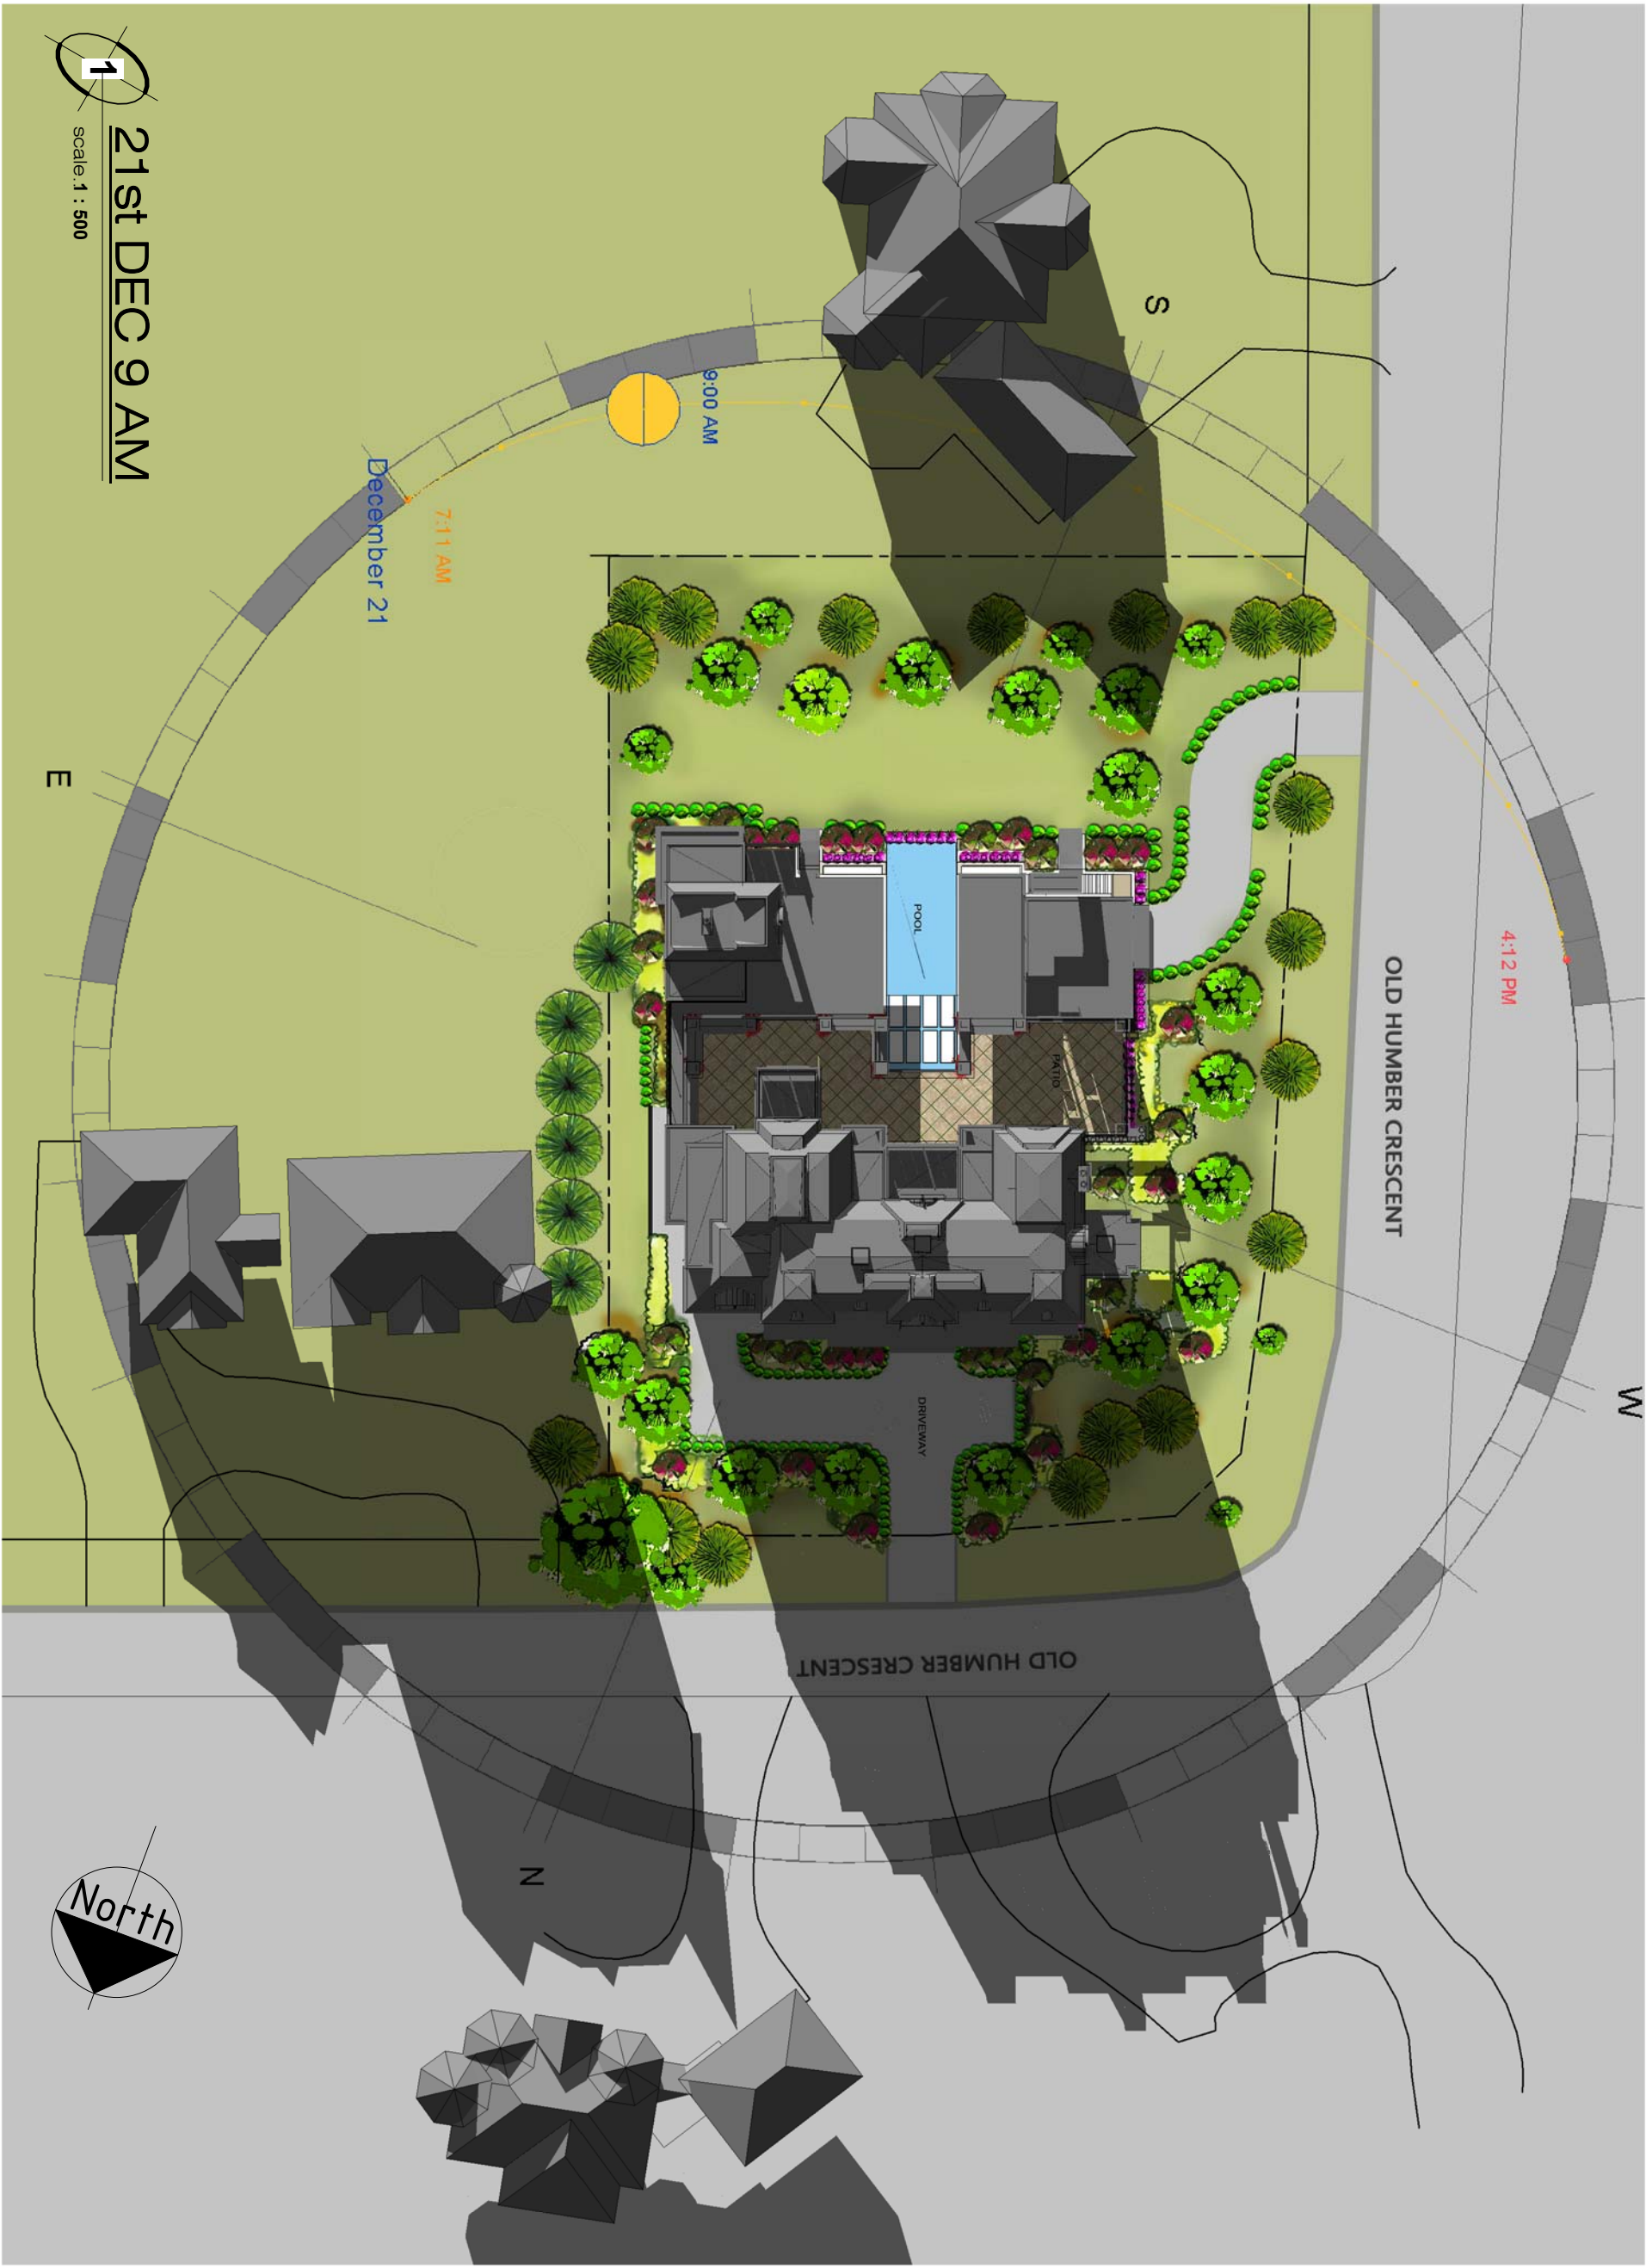 1
21st DEC 9 AM
scale.1 : 500
S
9:00 AM
December 21
7:11 AM
E
POOL
PATIO
4:12 PM
OLD HUMBER CRESCENT
W
DRIVEWAY
OLD HUMBER CRESCENT
N
North